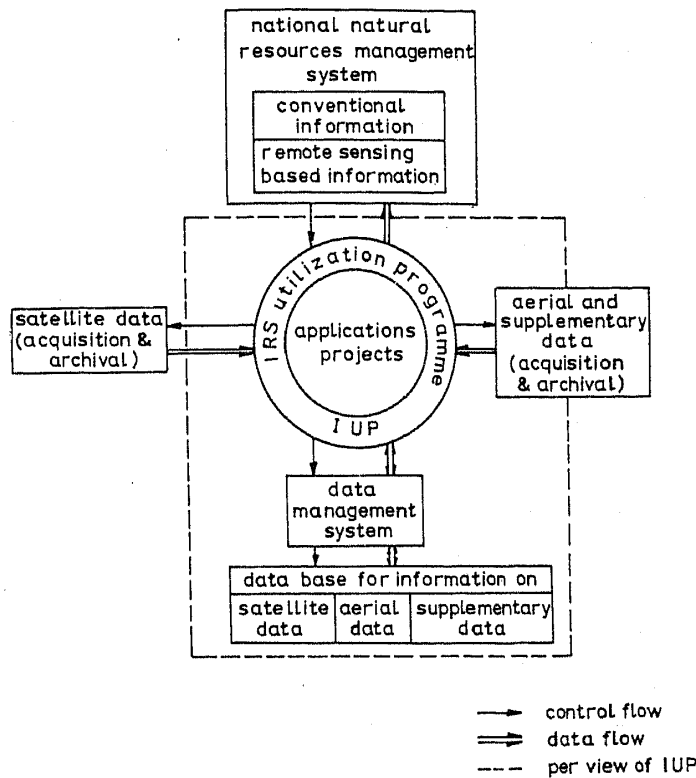 national natural
resources management
system
conventional
information
remote sensing
based information
IRS utilization programme
applications
projects
IUP
satellite data
(acquisition &
archival)
aerial and
supplementary
data
(acquisition
& archival)
data
management
system
data base for information on
satellite
data
aerial
data
supplementary
data
control flow
data flow
per view of IUP